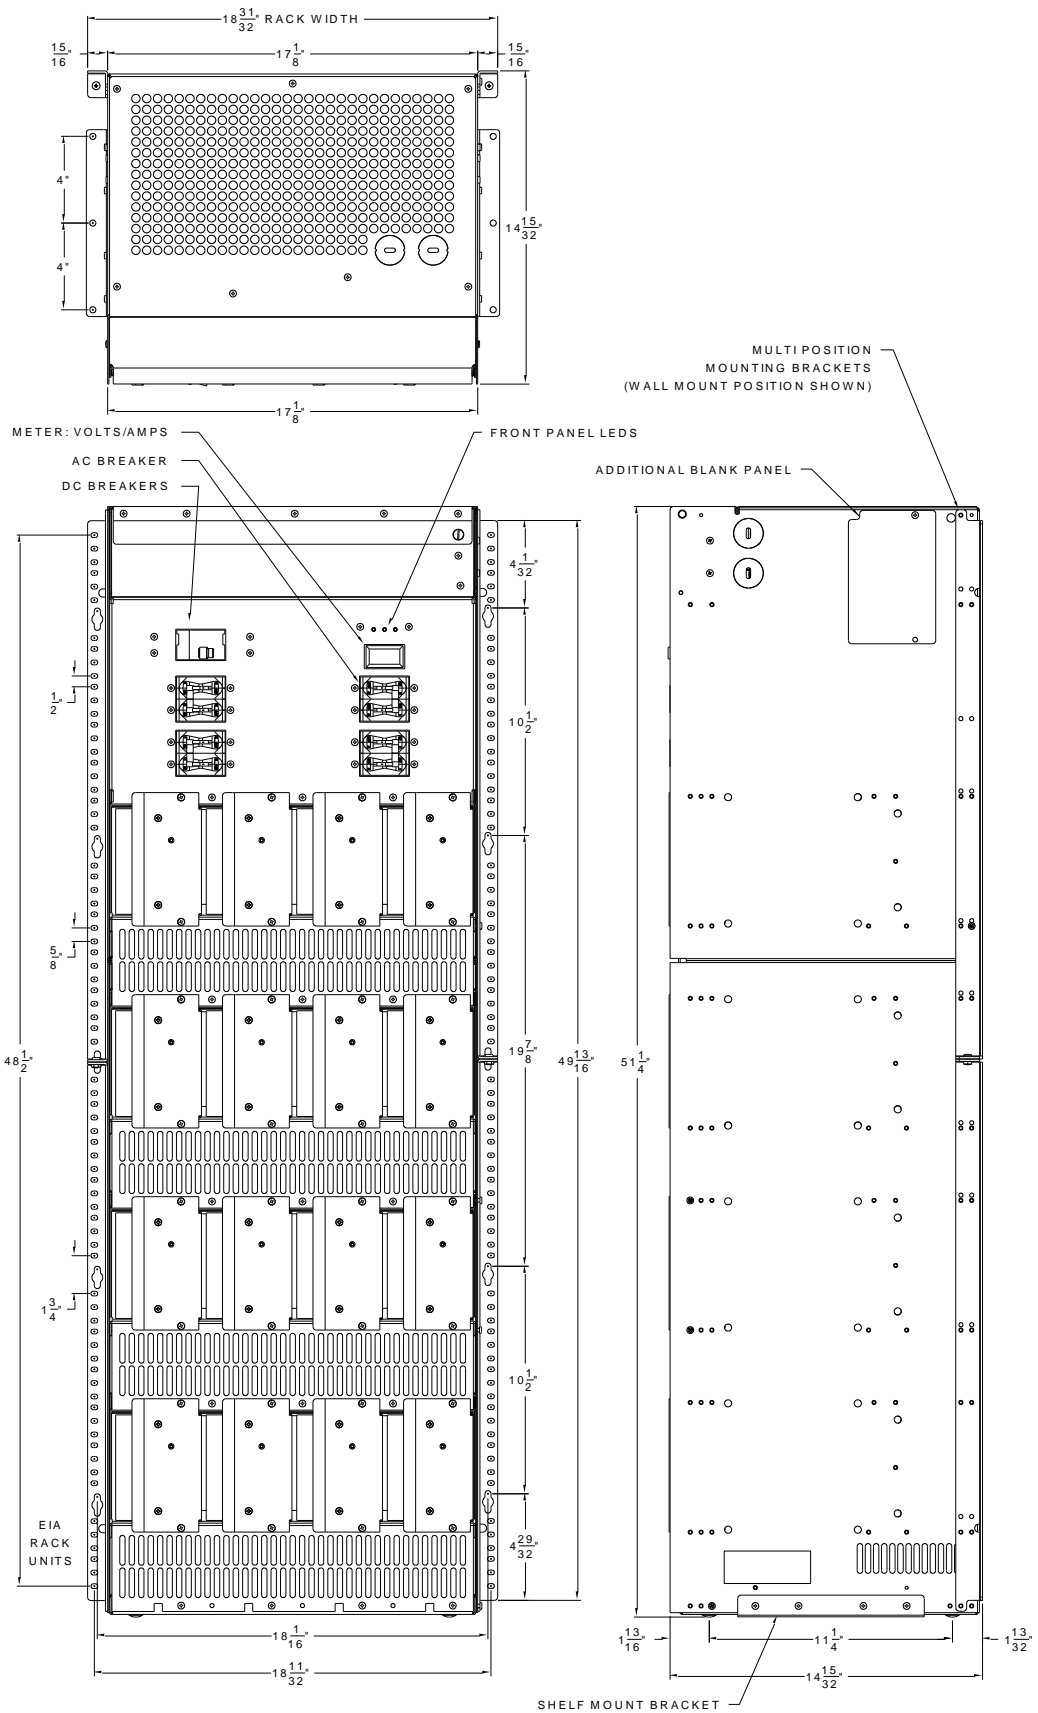 18 31/32" RACK WIDTH
15/16"
17 1/8"
15/16"
4"
4"
14 15/32"
17 1/8"
MULTI POSITION
MOUNTING BRACKETS
(WALL MOUNT POSITION SHOWN)
METER: VOLTS/AMPS
FRONT PANEL LEDS
AC BREAKER
ADDITIONAL BLANK PANEL
DC BREAKERS
4 1/32"
1/2"
10 1/2"
5/8"
48 1/2"
19 7/8"
49 13/16"
51 1/4"
1 3/4"
10 1/2"
EIA
RACK
UNITS
4 29/32"
18 1/16"
18 11/32"
1 13/16"
11 1/4"
1 13/32"
14 15/32"
SHELF MOUNT BRACKET